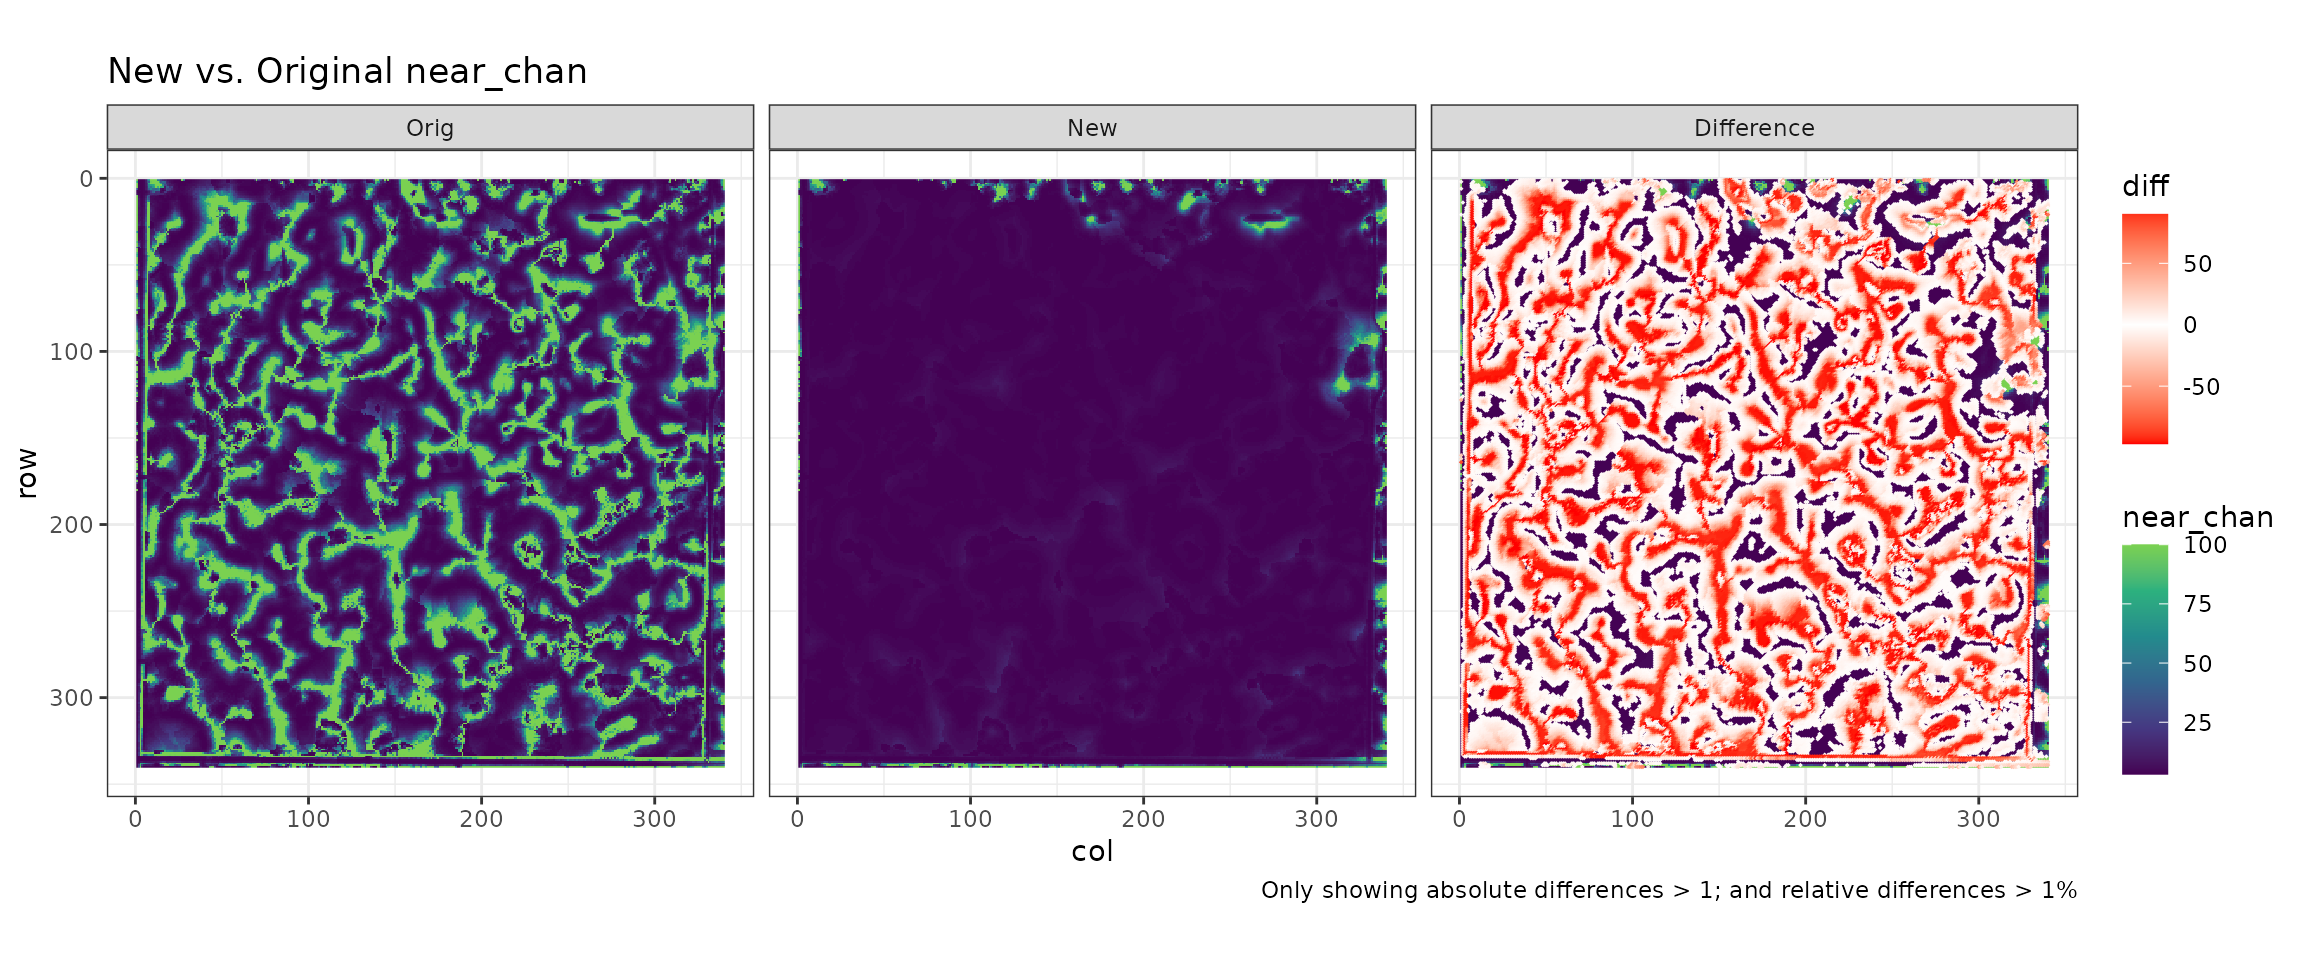 New vs. Original near_chan
Orig
New
Difference
row
0
100
200
300
0
100
200
300
0
100
200
300
0
100
200
300
col
diff
50
0
-50
near_chan
100
75
50
25
Only showing absolute differences > 1; and relative differences > 1%